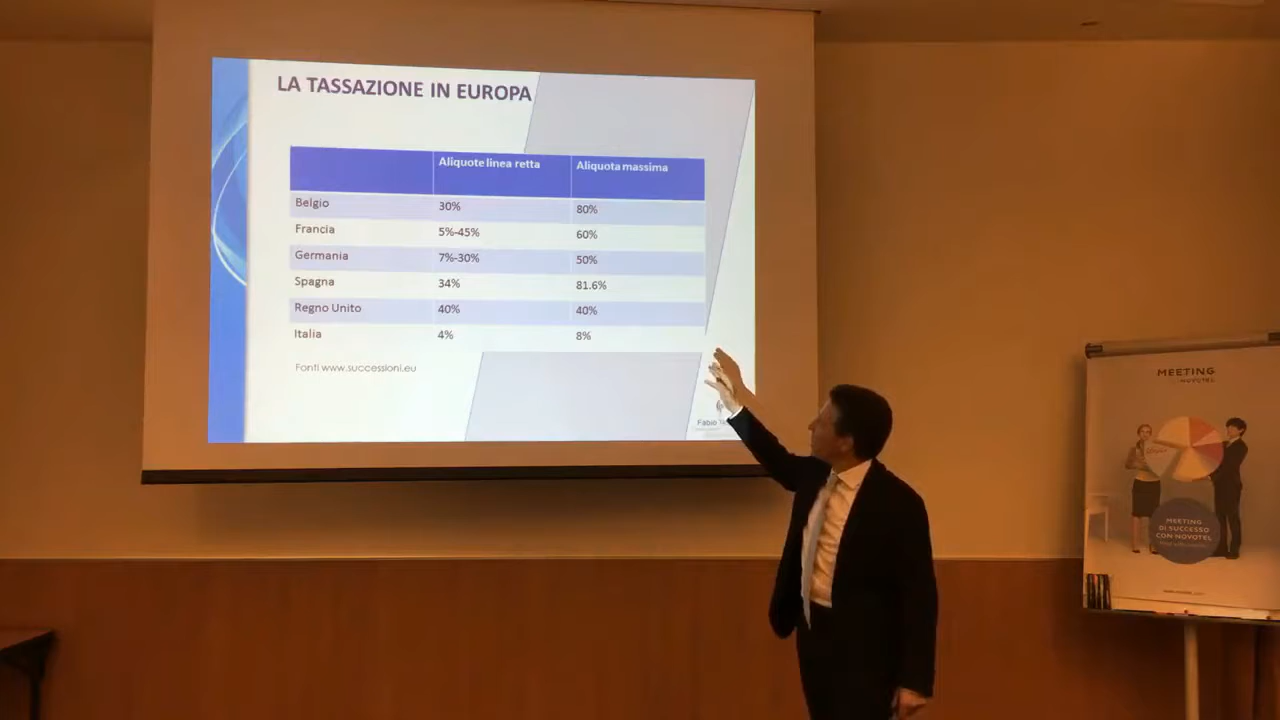 LA TASSAZIONE IN EUROPA
Aliquote linea retta Aliquota massima
Belgio 30% 80%
Francia 5%-45% 60%
Germania 7%-30% 50%
Spagna 34% 81.6%
Regno Unito 40% 40%
Italia 4% 8%
Fonti www.successioni.eu
Fabio
MEETING
NOVOTEL
MEETING
DI SUCCESSO
CON NOVOTEL